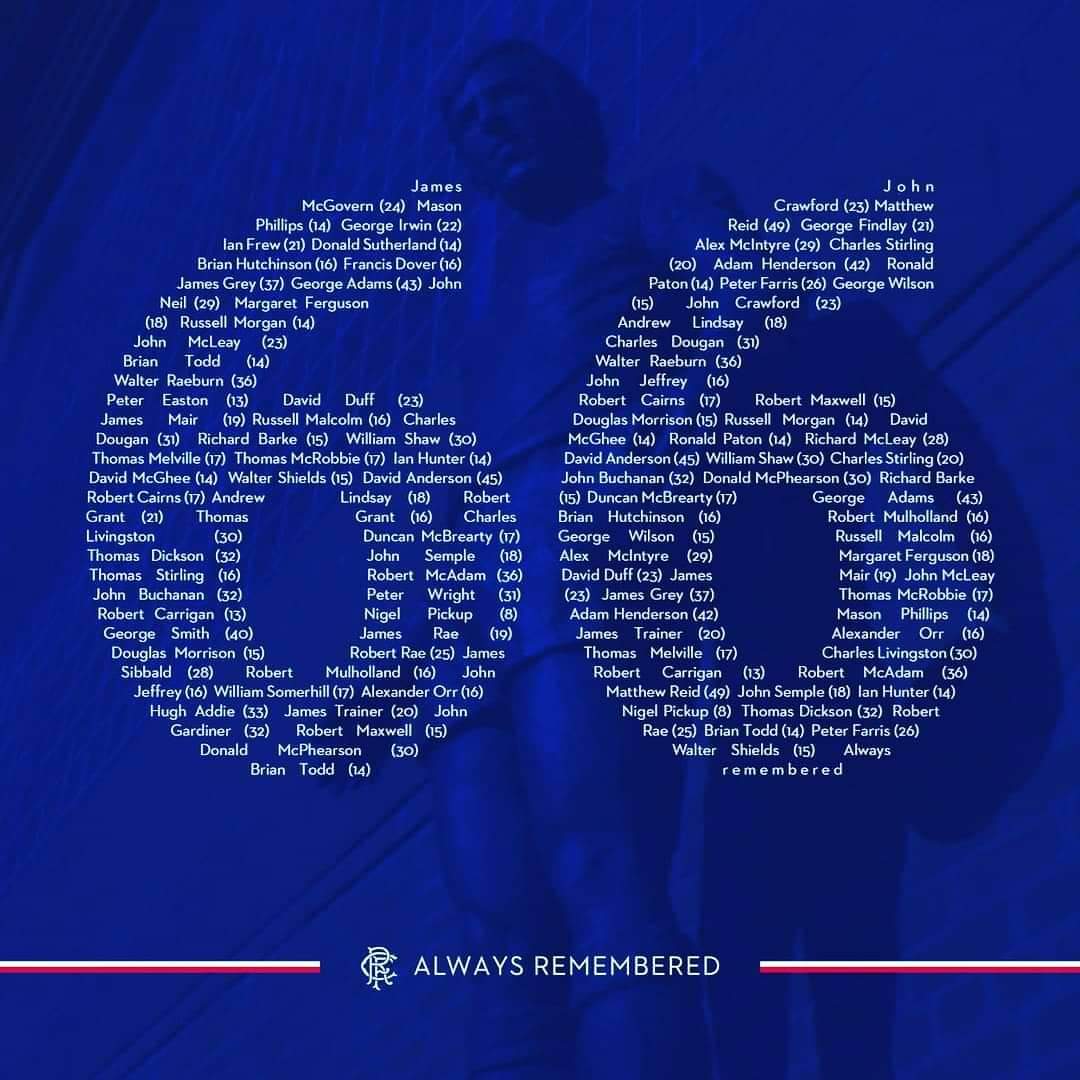 James
McGovern (24) Mason
Phillips (14) George Irwin (22)
Ian Frew (21) Donald Sutherland (14)
Brian Hutchinson (16) Francis Dover (16)
James Grey (37) George Adams (43) John
Neil (29) Margaret Ferguson
(18) Russell Morgan (14)
John McLeay (23)
Brian Todd (14)
Walter Raeburn (36)
Peter Easton (13) David Duff (23)
James Mair (19) Russell Malcolm (16) Charles
Dougan (31) Richard Barke (15) William Shaw (30)
Thomas Melville (17) Thomas McRobbie (17) Ian Hunter (14)
David McGhee (14) Walter Shields (15) David Anderson (45)
Robert Cairns (17) Andrew Lindsay (18) Robert
Grant (21) Thomas Grant (16) Charles
Livingston (30) Duncan McBrearty (17)
Thomas Dickson (32) John Semple (18)
Thomas Stirling (16) Robert McAdam (36)
John Buchanan (32) Peter Wright (31)
Robert Carrigan (13) Nigel Pickup (8)
George Smith (40) James Rae (19)
Douglas Morrison (15) Robert Rae (25) James
Sibbald (28) Robert Mulholland (16) John
Jeffrey (16) William Somerhill (17) Alexander Orr (16)
Hugh Addie (33) James Trainer (20) John
Gardiner (32) Robert Maxwell (15)
Donald McPhearson (30)
Brian Todd (14)
John
Crawford (23) Matthew
Reid (49) George Findlay (21)
Alex McIntyre (29) Charles Stirling
(20) Adam Henderson (42) Ronald
Paton (14) Peter Farris (26) George Wilson
(15) John Crawford (23)
Andrew Lindsay (18)
Charles Dougan (31)
Walter Raeburn (36)
John Jeffrey (16)
Robert Cairns (17) Robert Maxwell (15)
Douglas Morrison (15) Russell Morgan (14) David
McGhee (14) Ronald Paton (14) Richard McLeay (28)
David Anderson (45) William Shaw (30) Charles Stirling (20)
John Buchanan (32) Donald McPhearson (30) Richard Barke
(15) Duncan McBrearty (17) George Adams (43)
Brian Hutchinson (16) Robert Mulholland (16)
George Wilson (15) Russell Malcolm (16)
Alex McIntyre (29) Margaret Ferguson (18)
David Duff (23) James Mair (19) John McLeay
(23) James Grey (37) Thomas McRobbie (17)
Adam Henderson (42) Mason Phillips (14)
James Trainer (20) Alexander Orr (16)
Thomas Melville (17) Charles Livingston (30)
Robert Carrigan (13) Robert McAdam (36)
Matthew Reid (49) John Semple (18) Ian Hunter (14)
Nigel Pickup (8) Thomas Dickson (32) Robert
Rae (25) Brian Todd (14) Peter Farris (26)
Walter Shields (15) Always
remembered
RFC ALWAYS REMEMBERED